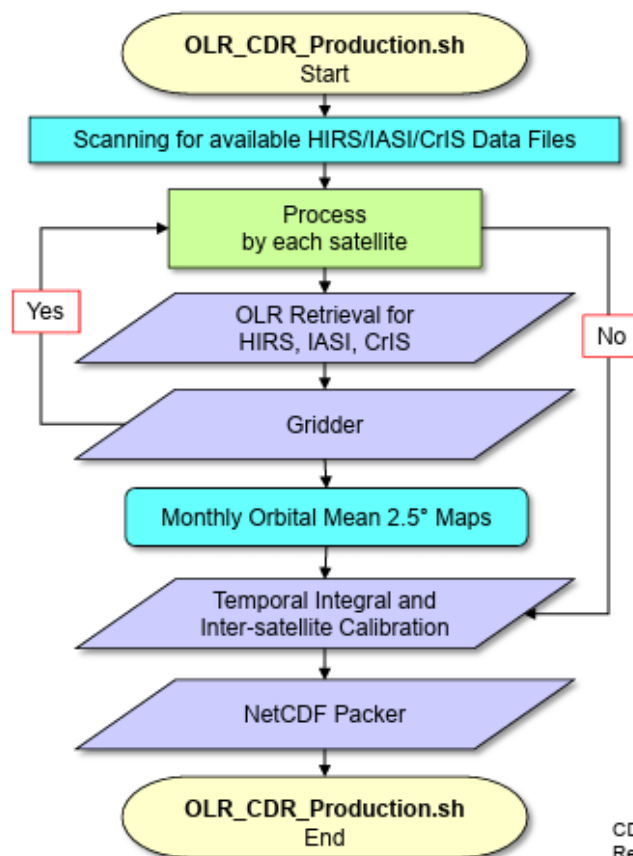 OLR_CDR_Production.sh
Start
Scanning for available HIRS/IASI/CrIS Data Files
Process
by each satellite
Yes
No
OLR Retrieval for
HIRS, IASI, CrIS
Gridder
Monthly Orbital Mean 2.5° Maps
Temporal Integral and
Inter-satellite Calibration
NetCDF Packer
OLR_CDR_Production.sh
End